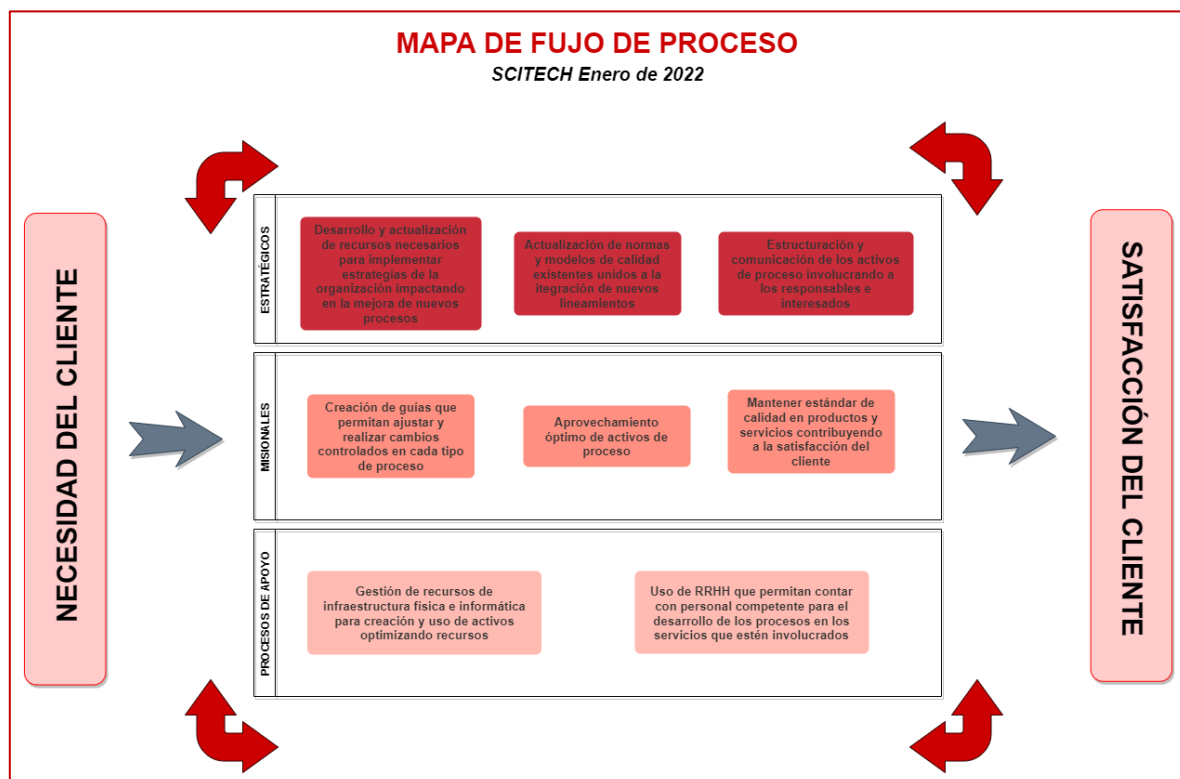 MAPA DE FUJO DE PROCESO
SCITECH Enero de 2022
NECESIDAD DEL CLIENTE
ESTRATÉGICOS
Desarrollo y actualización
de recursos necesarios
para implementar
estrategias de la
organización impactando
en la mejora de nuevos
procesos
Actualización de normas
y modelos de calidad
existentes unidos a la
itegración de nuevos
lineamientos
Estructuración y
comunicación de los activos
de proceso involucrando a
los responsables e
interesados
MISIONALES
Creación de guías que
permitan ajustar y
realizar cambios
controlados en cada tipo
de proceso
Aprovechamiento
óptimo de activos de
proceso
Mantener estándar de
calidad en productos y
servicios contribuyendo
a la satisfacción del
cliente
PROCESOS DE APOYO
Gestión de recursos de
infraestructura física e informática
para creación y uso de activos
optimizando recursos
Uso de RRHH que permitan contar
con personal competente para el
desarrollo de los procesos en los
servicios que estén involucrados
SATISFACCIÓN DEL CLIENTE